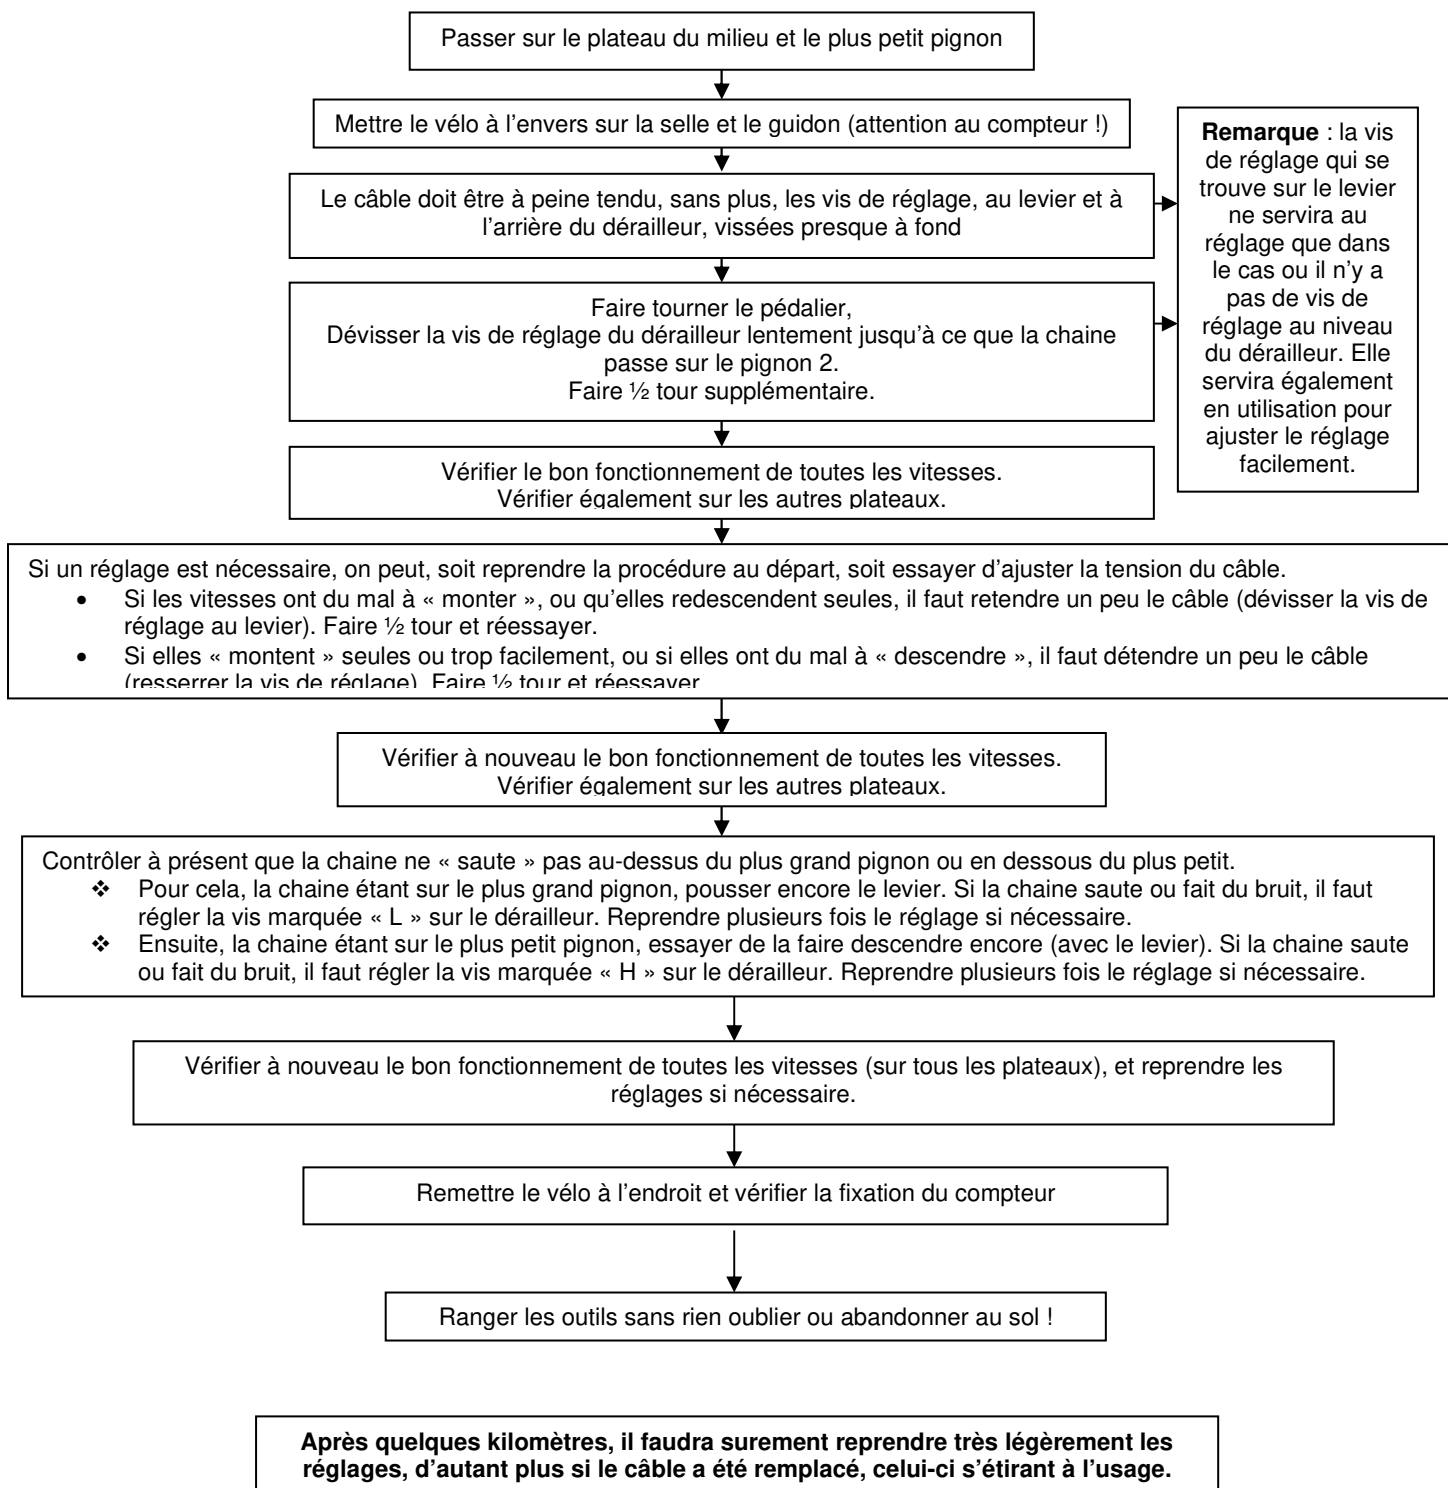 Passer sur le plateau du milieu et le plus petit pignon
Mettre le vélo à l'envers sur la selle et le guidon (attention au compteur !)
Le câble doit être à peine tendu, sans plus, les vis de réglage, au levier et à
l'arrière du dérailleur, vissées presque à fond
Remarque : la vis
de réglage qui se
trouve sur le levier
ne servira au
réglage que dans
le cas ou il n'y a
pas de vis de
réglage au niveau
du dérailleur. Elle
servira également
en utilisation pour
ajuster le réglage
facilement.
Faire tourner le pédalier,
Dévisser la vis de réglage du dérailleur lentement jusqu'à ce que la chaine
passe sur le pignon 2.
Faire ½ tour supplémentaire.
Vérifier le bon fonctionnement de toutes les vitesses.
Vérifier également sur les autres plateaux.
Si un réglage est nécessaire, on peut, soit reprendre la procédure au départ, soit essayer d'ajuster la tension du câble.
• Si les vitesses ont du mal à « monter », ou qu'elles redescendent seules, il faut retendre un peu le câble (dévisser la vis de
réglage au levier). Faire ½ tour et réessayer.
• Si elles « montent » seules ou trop facilement, ou si elles ont du mal à « descendre », il faut détendre un peu le câble
(resserrer la vis de réglage). Faire ½ tour et réessayer
Vérifier à nouveau le bon fonctionnement de toutes les vitesses.
Vérifier également sur les autres plateaux.
Contrôler à présent que la chaine ne « saute » pas au-dessus du plus grand pignon ou en dessous du plus petit.
❖ Pour cela, la chaine étant sur le plus grand pignon, pousser encore le levier. Si la chaine saute ou fait du bruit, il faut
régler la vis marquée « L » sur le dérailleur. Reprendre plusieurs fois le réglage si nécessaire.
❖ Ensuite, la chaine étant sur le plus petit pignon, essayer de la faire descendre encore (avec le levier). Si la chaine saute
ou fait du bruit, il faut régler la vis marquée « H » sur le dérailleur. Reprendre plusieurs fois le réglage si nécessaire.
Vérifier à nouveau le bon fonctionnement de toutes les vitesses (sur tous les plateaux), et reprendre les
réglages si nécessaire.
Remettre le vélo à l'endroit et vérifier la fixation du compteur
Ranger les outils sans rien oublier ou abandonner au sol !
Après quelques kilomètres, il faudra surement reprendre très légèrement les
réglages, d'autant plus si le câble a été remplacé, celui-ci s'étirant à l'usage.